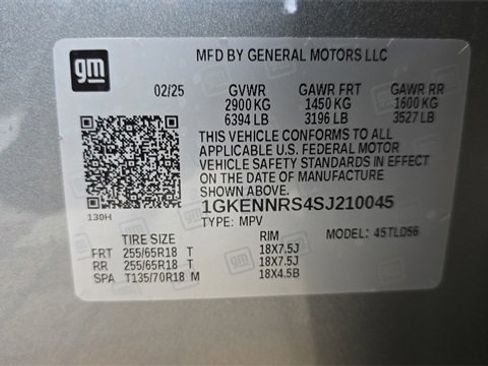 gm
MFD BY GENERAL MOTORS LLC
02/25 GVWR GAWR FRT GAWR RR
2900 KG 1450 KG 1600 KG
6394 LB 3196 LB 3527 LB
THIS VEHICLE CONFORMS TO ALL
APPLICABLE U.S. FEDERAL MOTOR
VEHICLE SAFETY STANDARDS IN EFFECT
ON THE DATE OF MANUFACTURE
SHOWN ABOVE.
130H
1GKENNRS4SJ210045
TYPE: MPV MODEL: 4STLD56
TIRE SIZE RIM
FRT 255/65R18 T 18X7.5J
RR 255/65R18 T 18X7.5J
SPA T135/70R18 M 18X4.5B